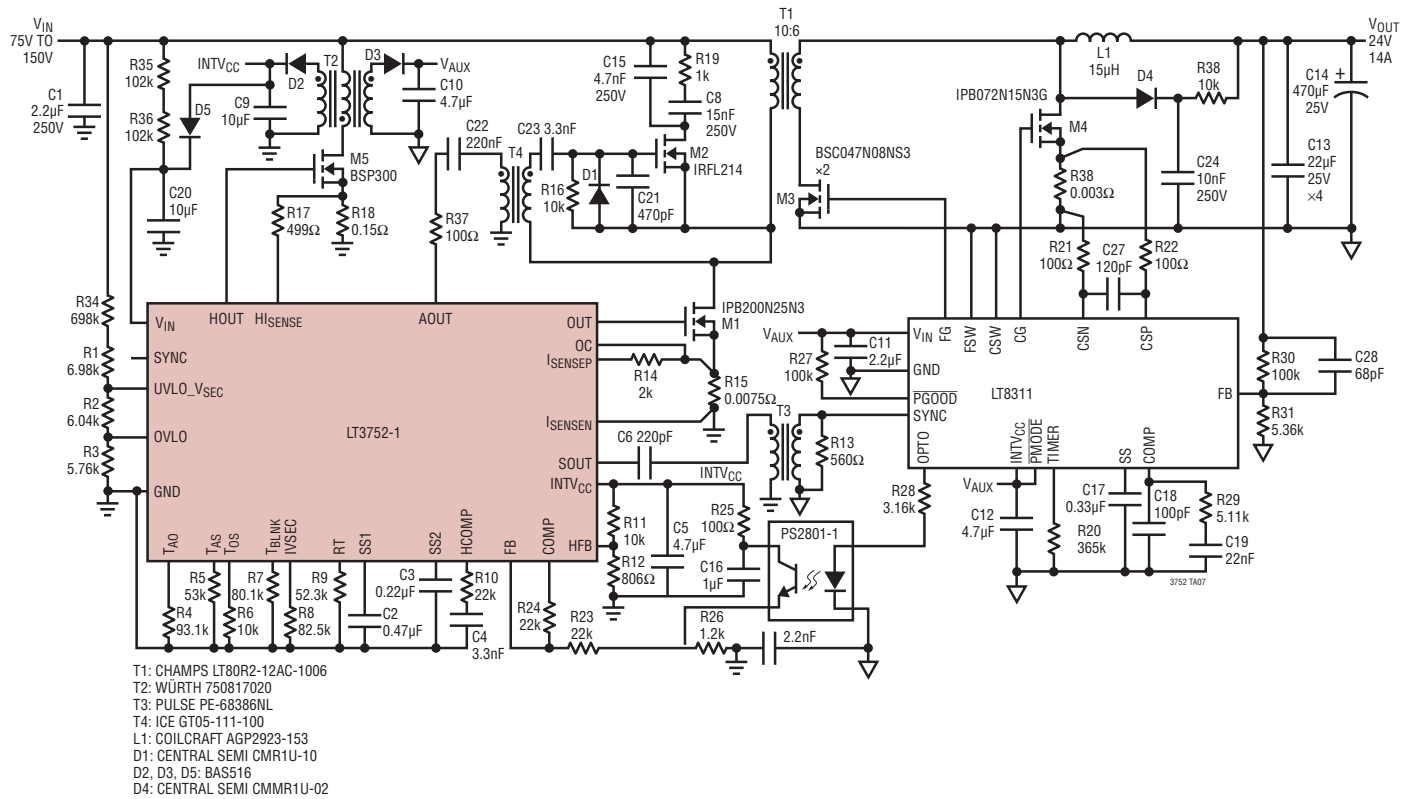 VIN
75V TO
150V
R35
102k
R36
102k
C1
2.2µF
250V
INTVCC
D5
D2
C9
10µF
T2
D3
VAUX
C10
4.7µF
C20
10µF
M5
BSP300
R17
499Ω
R18
0.15Ω
C22
220nF
R37
100Ω
T4
C23 3.3nF
R16
10k
D1
C21
470pF
C15
4.7nF
250V
R19
1k
C8
15nF
250V
M2
IRFL214
T1
10:6
BSC047N08NS3
×2
M3
L1
15µH
IPB072N15N3G
D4
R38
10k
M4
R38
0.003Ω
C24
10nF
250V
C14
470µF
25V
+
C13
22µF
25V
×4
VOUT
24V
14A
R21
100Ω
C27
120pF
R22
100Ω
R34
698k
R1
6.98k
R2
6.04k
R3
5.76k
VIN
SYNC
UVLO_VSEC
OVLO
GND
HOUT
HISENSE
AOUT
LT3752-1
OUT
OC
ISENSEP
ISENSEN
SOUT
INTVCC
HFB
TAO
TAS
TOS
TBLNK
IVSEC
RT
SS1
SS2
HCOMP
FB
COMP
IPB200N25N3
M1
R14
2k
R15
0.0075Ω
C6 220pF
INTVCC
T3
R13
560Ω
R11
10k
R12
806Ω
C5
4.7µF
R25
100Ω
C16
1µF
PS2801-1
R28
3.16k
R4
93.1k
R5
53k
R6
10k
R7
80.1k
R8
82.5k
R9
52.3k
C2
0.47µF
C3
0.22µF
R10
22k
C4
3.3nF
R24
22k
R23
22k
R26
1.2k
2.2nF
VAUX
R27
100k
C11
2.2µF
VIN
GND
PGOOD
SYNC
OPTO
FG
FSW
CSW
CG
CSN
CSP
LT8311
FB
INTVCC
PMODE
TIMER
SS
COMP
R30
100k
C28
68pF
R31
5.36k
VAUX
C12
4.7µF
R20
365k
C17
0.33µF
C18
100pF
R29
5.11k
C19
22nF
3752 TA07
T1: CHAMPS LT80R2-12AC-1006
T2: WÜRTH 750817020
T3: PULSE PE-68386NL
T4: ICE GT05-111-100
L1: COILCRAFT AGP2923-153
D1: CENTRAL SEMI CMR1U-10
D2, D3, D5: BAS516
D4: CENTRAL SEMI CMMR1U-02